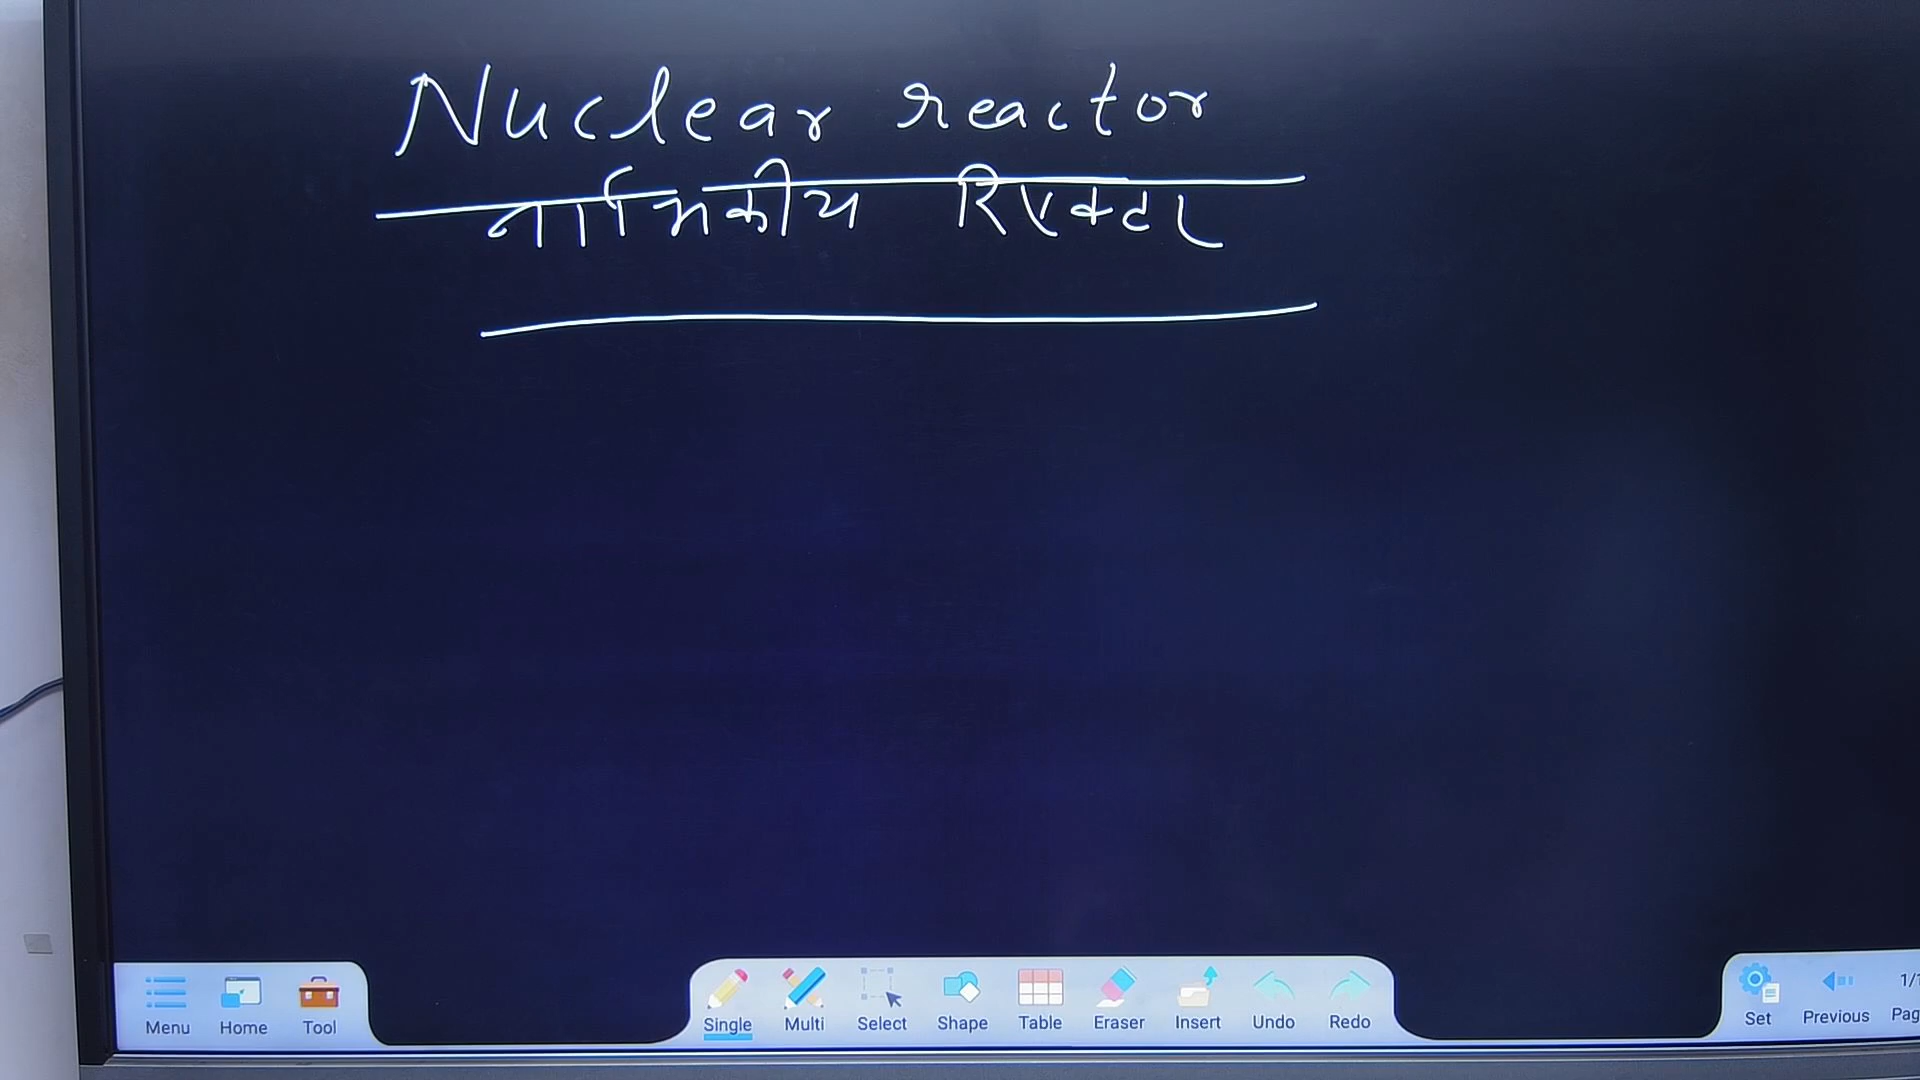 Nuclear reactor
नाभिकीय रिएक्टर
Menu Home Tool Single Multi Select Shape Table Eraser Insert Undo Redo Set Previous